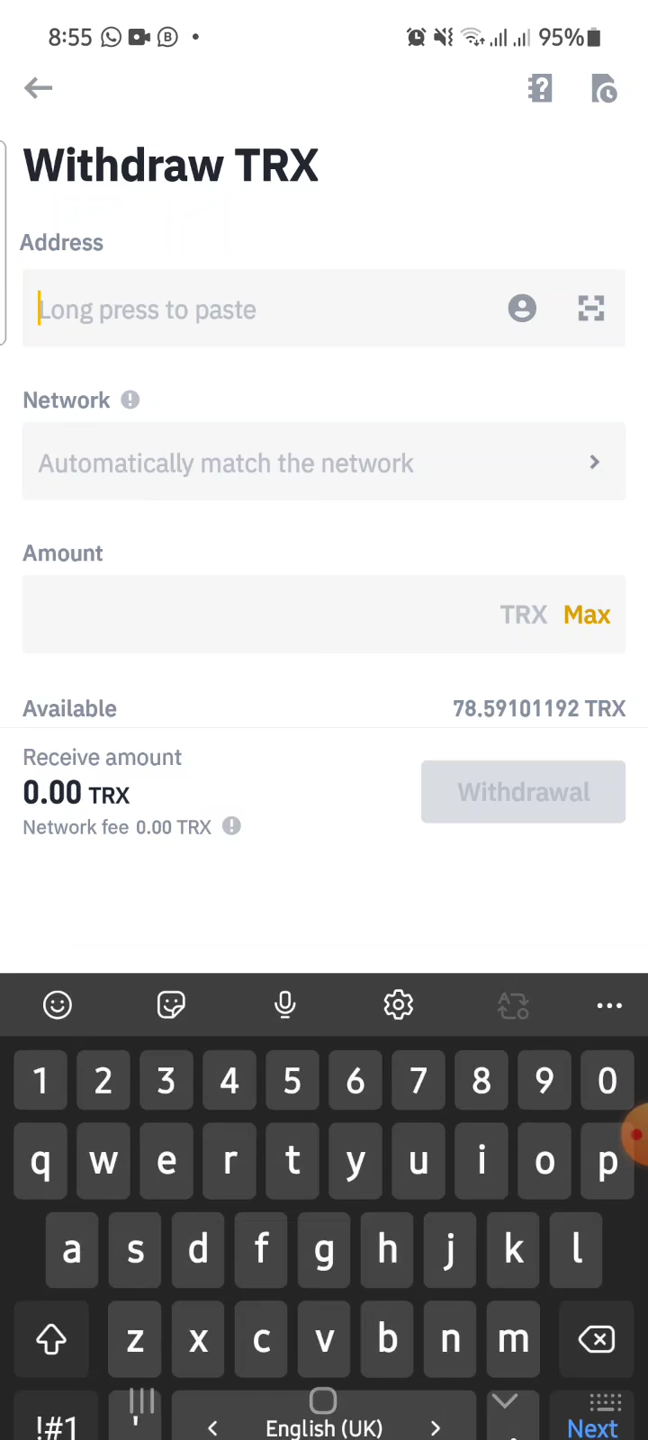 8:55 95%
Withdraw TRX
Address
Long press to paste
Network
Automatically match the network
Amount
TRX Max
Available 78.59101192 TRX
Receive amount
0.00 TRX
Withdrawal
Network fee 0.00 TRX
1 2 3 4 5 6 7 8 9 0
q w e r t y u i o p
a s d f g h j k l
z x c v b n m
!#1 ' English (UK) . Next